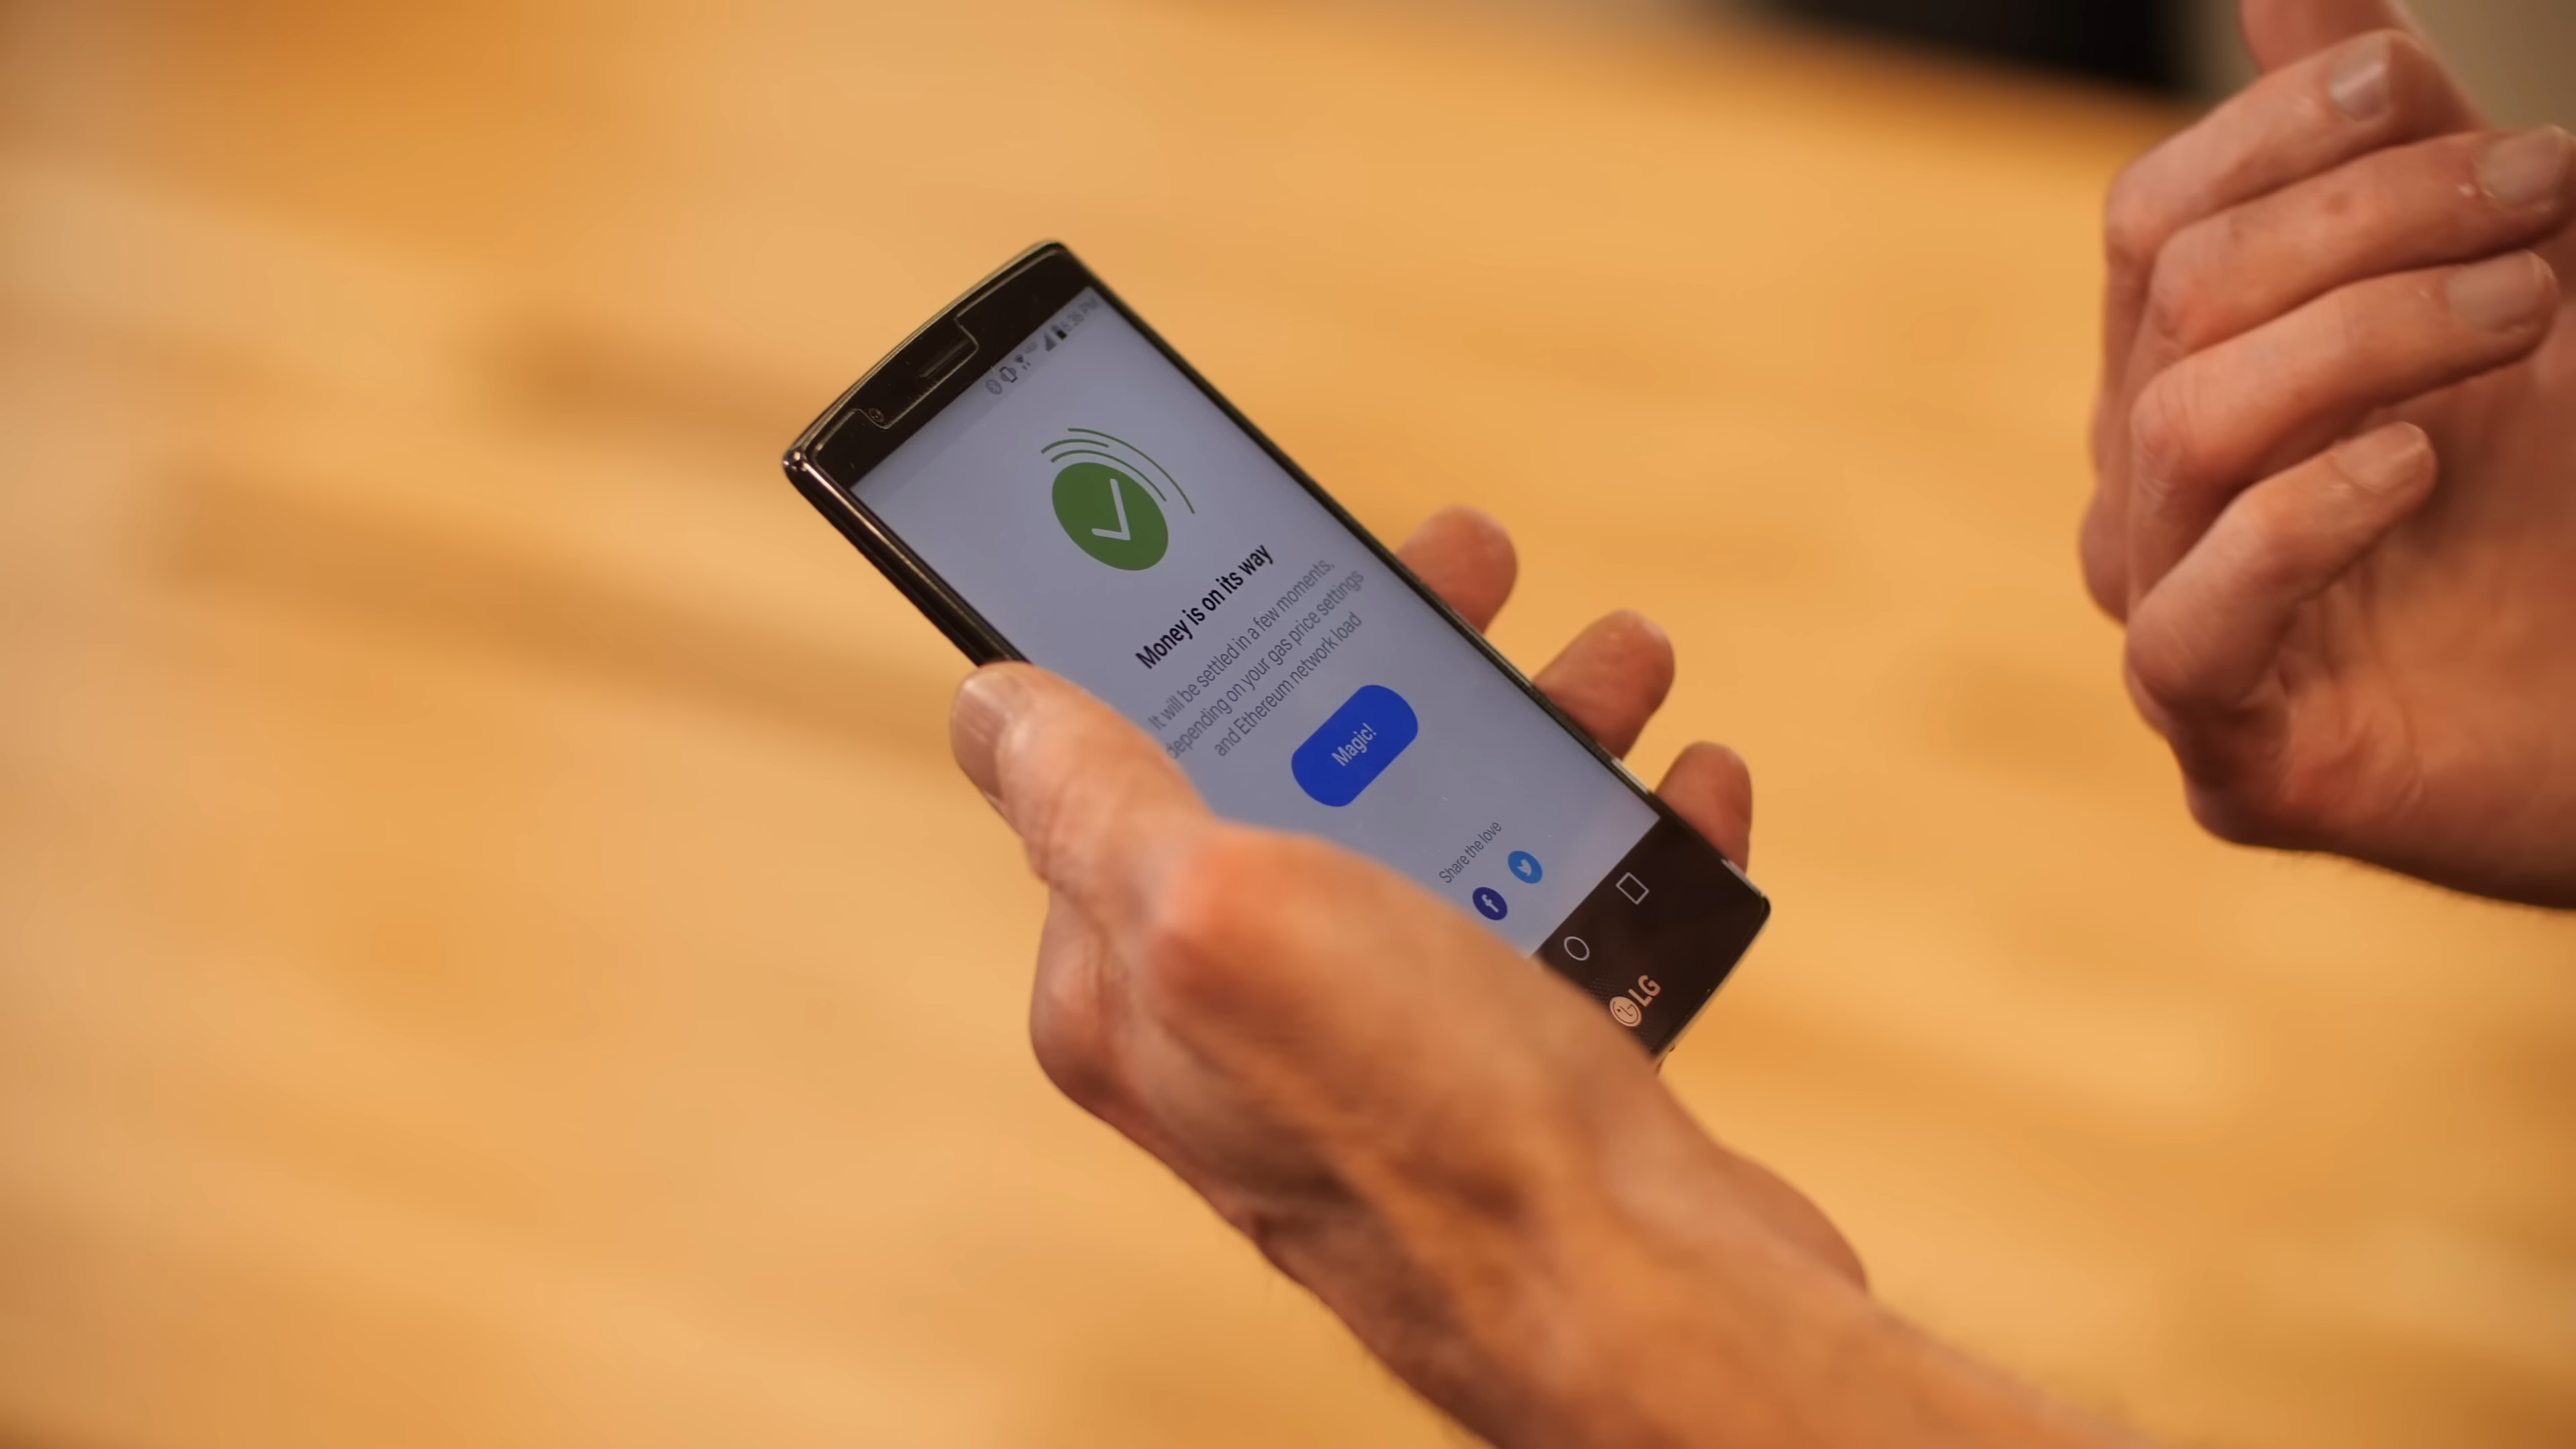 Money is on its way
It will be settled in a few moments,
depending on your gas price settings
and Ethereum network load
Magic!
Share the love
LG